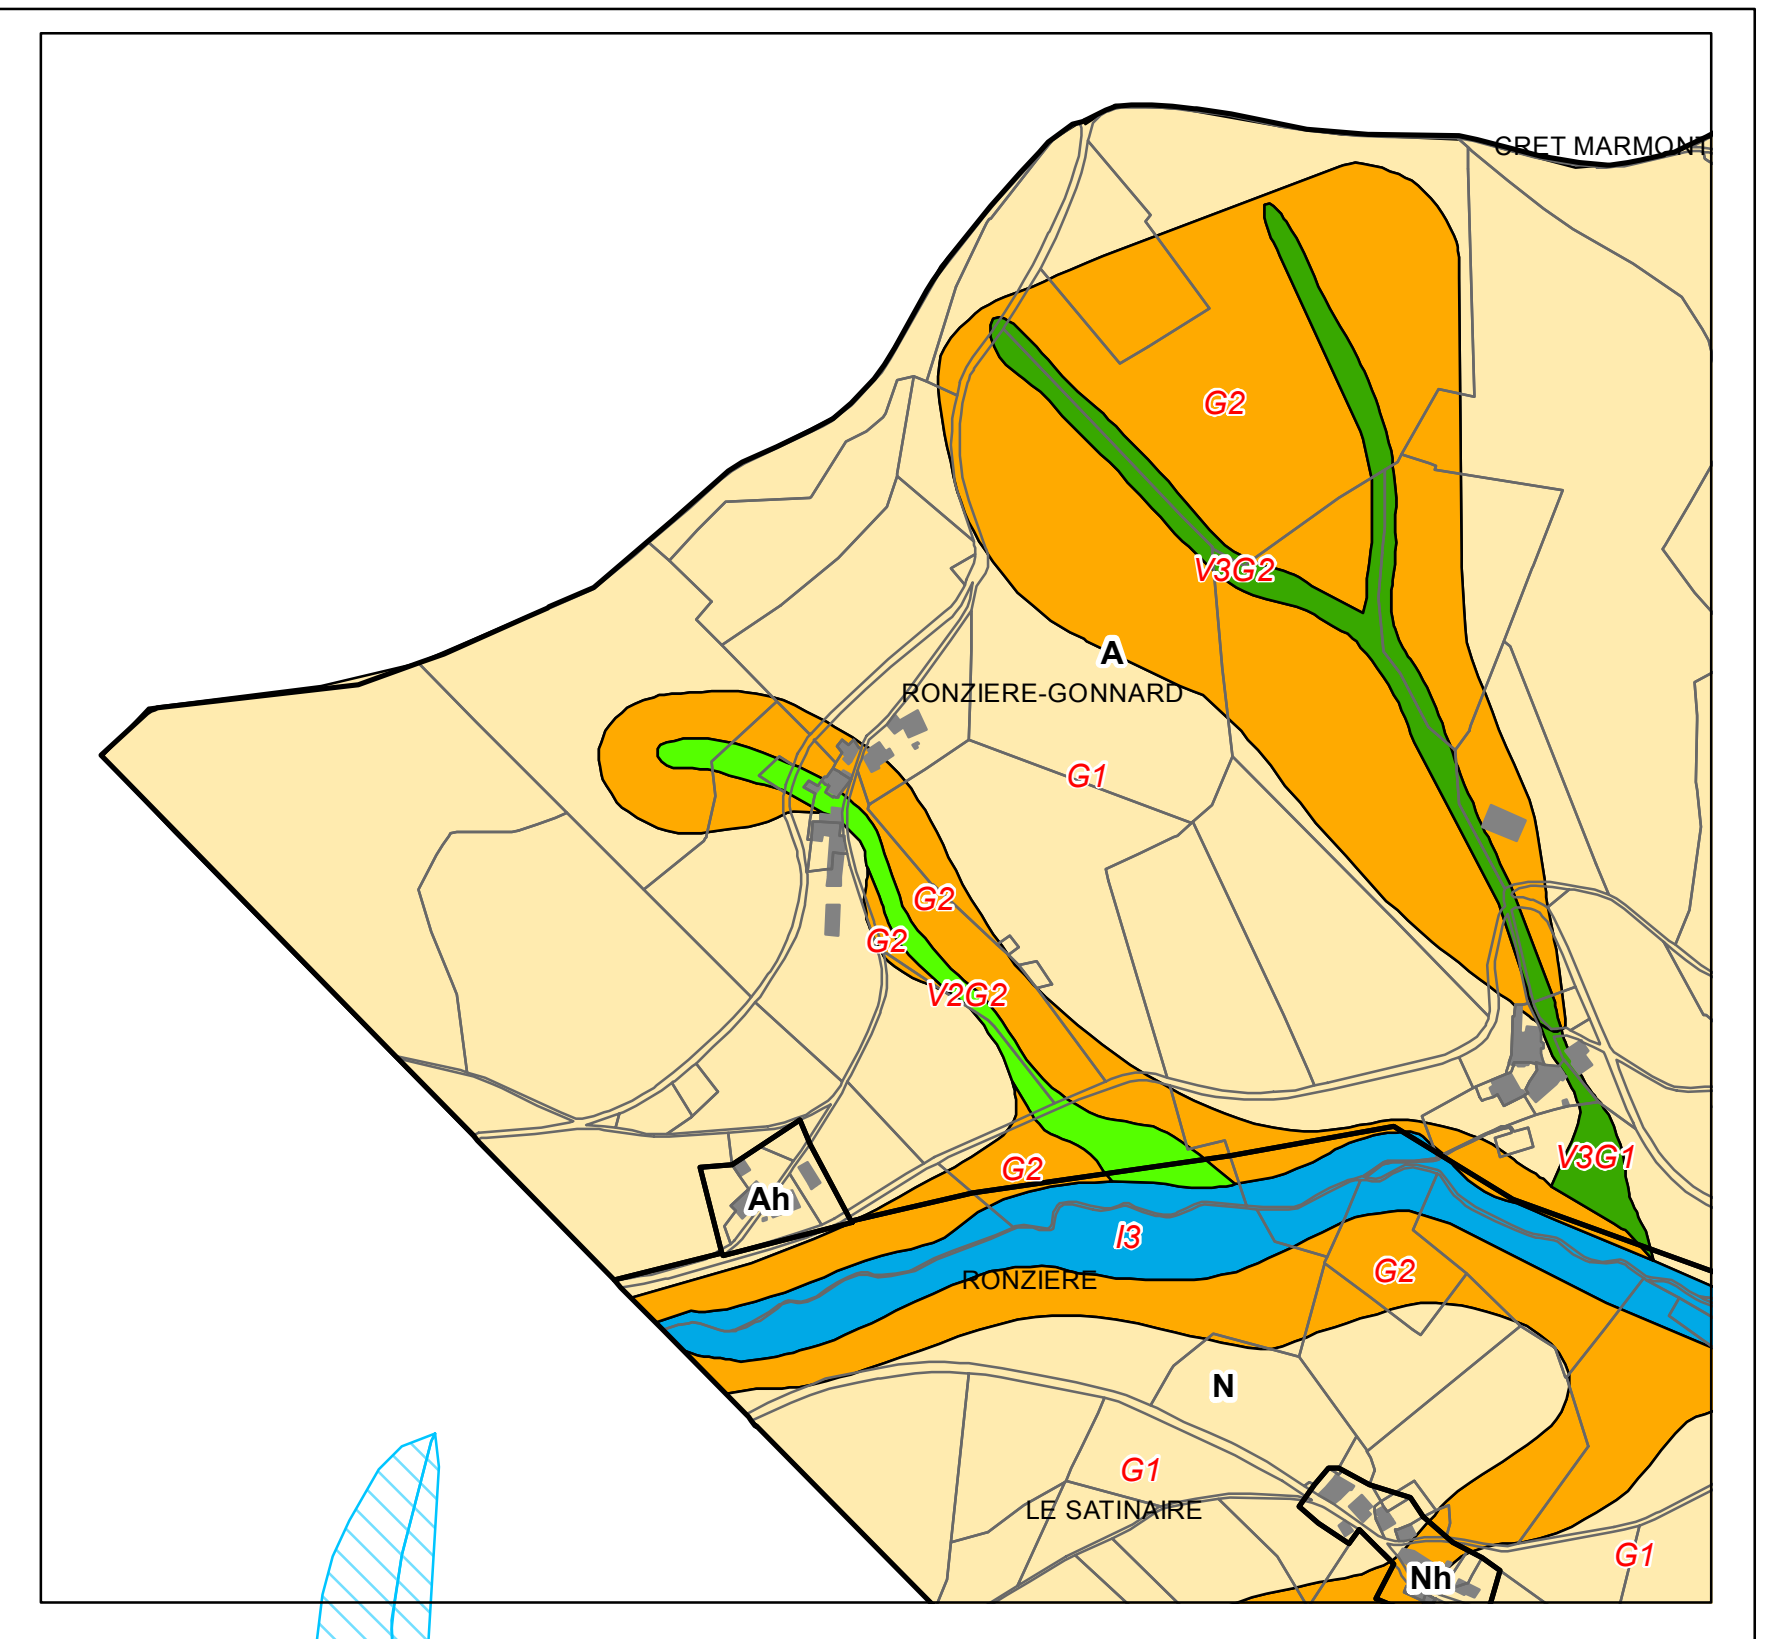 CRET MARMONT
G2
V3G2
A
RONZIERE-GONNARD
G1
G2
G2
V2G2
V3G1
G2
Ah
I3
G2
RONZIERE
N
G1
LE SATINAIRE
G1
Nh